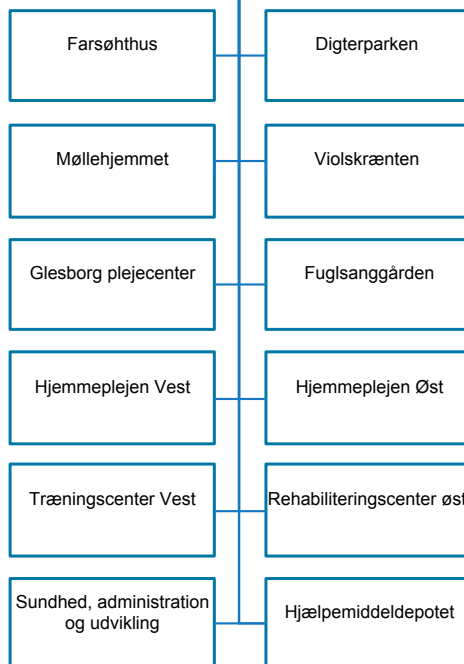 Farsøhthus
Digterparken
Møllehjemmet
Violskrænten
Glesborg plejecenter
Fuglsanggården
Hjemmeplejen Vest
Hjemmeplejen Øst
Træningscenter Vest
Rehabiliteringscenter øst
Sundhed, administration
og udvikling
Hjælpemiddeldepotet